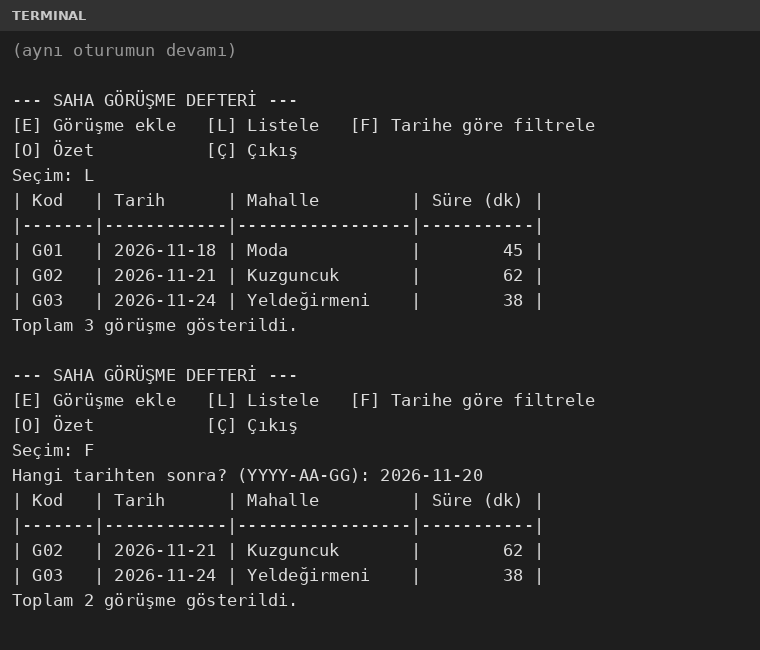 TERMINAL
(aynı oturumun devamı)
--- SAHA GÖRÜŞME DEFTERİ ---
[E] Görüşme ekle   [L] Listele   [F] Tarihe göre filtrele
[O] Özet           [Ç] Çıkış
Seçim: L
| Kod   | Tarih      | Mahalle         | Süre (dk) |
|-------|------------|-----------------|-----------|
| G01   | 2026-11-18 | Moda            |        45 |
| G02   | 2026-11-21 | Kuzguncuk       |        62 |
| G03   | 2026-11-24 | Yeldeğirmeni    |        38 |
Toplam 3 görüşme gösterildi.
--- SAHA GÖRÜŞME DEFTERİ ---
[E] Görüşme ekle   [L] Listele   [F] Tarihe göre filtrele
[O] Özet           [Ç] Çıkış
Seçim: F
Hangi tarihten sonra? (YYYY-AA-GG): 2026-11-20
| Kod   | Tarih      | Mahalle         | Süre (dk) |
|-------|------------|-----------------|-----------|
| G02   | 2026-11-21 | Kuzguncuk       |        62 |
| G03   | 2026-11-24 | Yeldeğirmeni    |        38 |
Toplam 2 görüşme gösterildi.